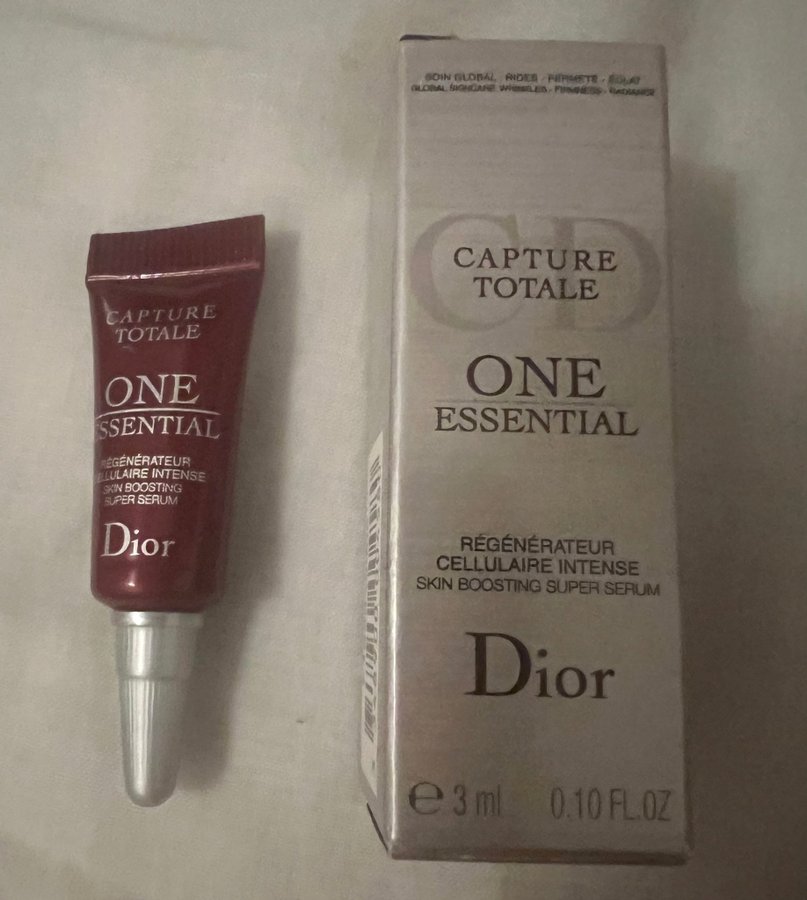 CAPTURE
TOTALE
ONE
ESSENTIAL
RÉGÉNÉRATEUR
CELLULAIRE INTENSE
SKIN BOOSTING
SUPER SERUM
Dior
SOIN GLOBAL · RIDES · FERMETÉ · ÉCLAT
GLOBAL SKINCARE WRINKLES · FIRMNESS · RADIANCE
CD
CAPTURE
TOTALE
ONE
ESSENTIAL
RÉGÉNÉRATEUR
CELLULAIRE INTENSE
SKIN BOOSTING SUPER SERUM
Dior
℮ 3 ml 0.10 FL.OZ